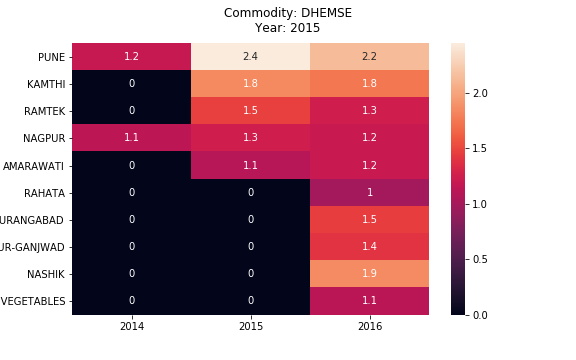 Commodity: DHEMSE
Year: 2015
PUNE 1.2 2.4 2.2
KAMTHI 0 1.8 1.8
RAMTEK 0 1.5 1.3
NAGPUR 1.1 1.3 1.2
AMARAWATI 0 1.1 1.2
RAHATA 0 0 1
URANGABAD 0 0 1.5
UR-GANJWAD 0 0 1.4
NASHIK 0 0 1.9
VEGETABLES 0 0 1.1
2014 2015 2016
2.0
1.5
1.0
0.5
0.0